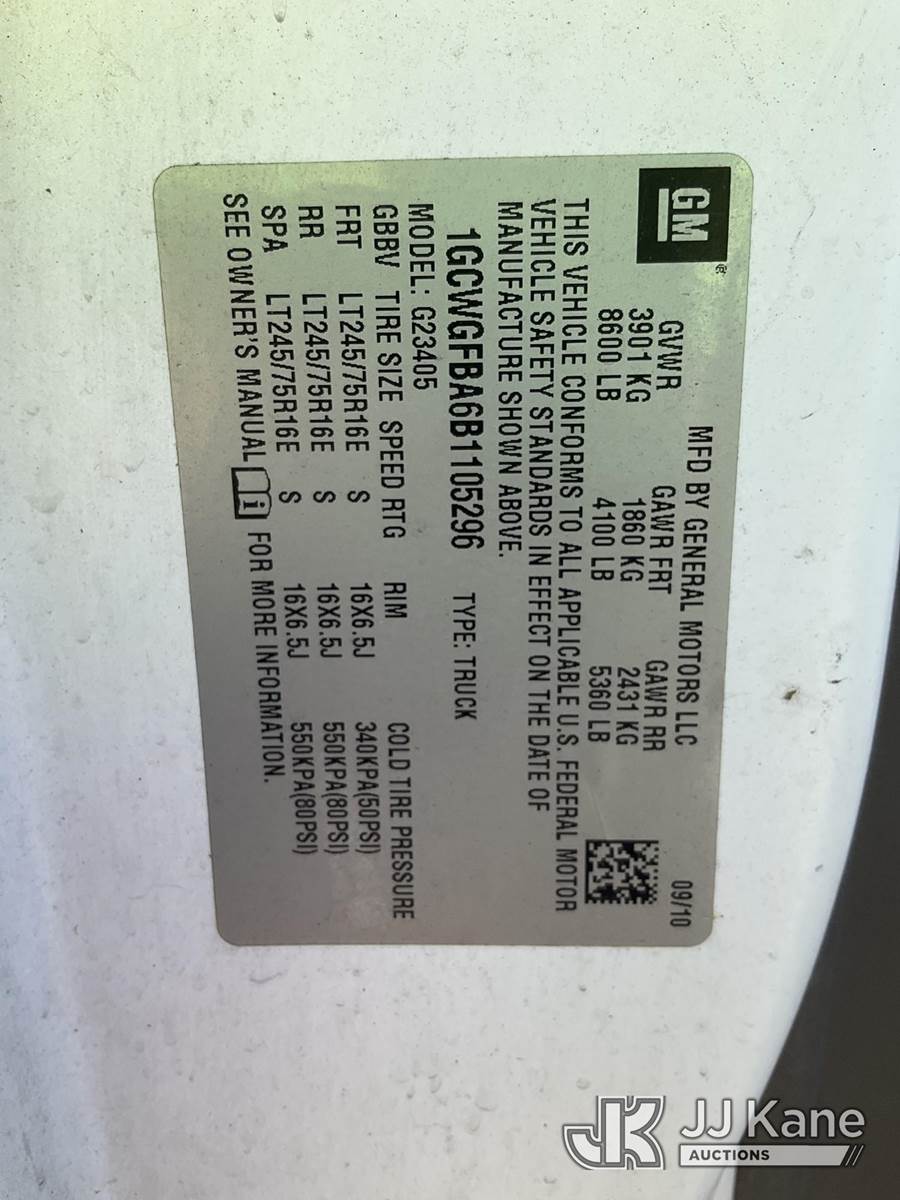 GM®
MFD BY GENERAL MOTORS LLC 09/10
GVWR GAWR FRT GAWR RR
3901 KG 1860 KG 2431 KG
8600 LB 4100 LB 5360 LB
THIS VEHICLE CONFORMS TO ALL APPLICABLE U.S. FEDERAL MOTOR
VEHICLE SAFETY STANDARDS IN EFFECT ON THE DATE OF
MANUFACTURE SHOWN ABOVE.
1GCWGFBA6B1105296 TYPE: TRUCK
MODEL: G23405
GBBV TIRE SIZE SPEED RTG RIM COLD TIRE PRESSURE
FRT LT245/75R16E S 16X6.5J 340KPA(50PSI)
RR LT245/75R16E S 16X6.5J 550KPA(80PSI)
SPA LT245/75R16E S 16X6.5J 550KPA(80PSI)
SEE OWNER'S MANUAL i FOR MORE INFORMATION.
JK JJ Kane
AUCTIONS